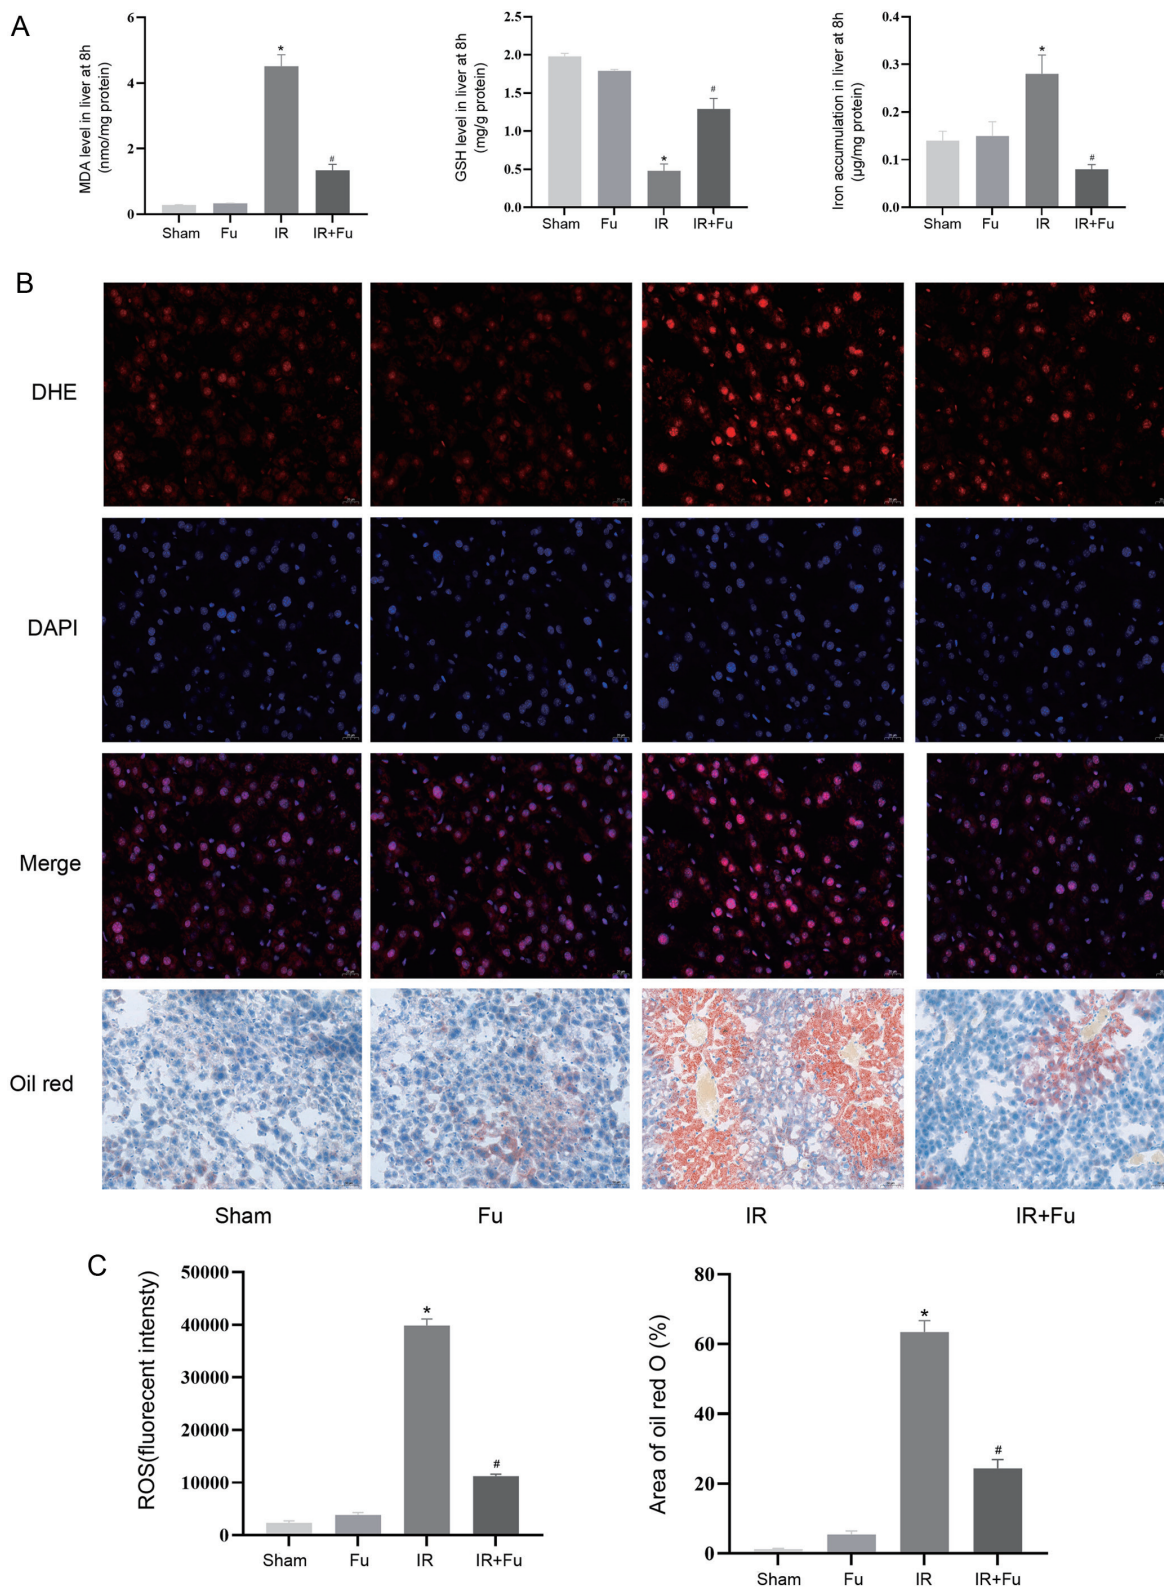 A
MDA level in liver at 8h
(nmo/mg protein)
6
4
2
0
*
#
Sham Fu IR IR+Fu
GSH level in liver at 8h
(mg/g protein)
2.0
1.5
1.0
0.5
0.0
*
#
Sham Fu IR IR+Fu
Iron accumulation in liver at 8h
(μg/mg protein)
0.4
0.3
0.2
0.1
0.0
*
#
Sham Fu IR IR+Fu
B
DHE
DAPI
Merge
Oil red
Sham Fu IR IR+Fu
C
ROS(fluorecent intensty)
50000
40000
30000
20000
10000
0
*
#
Sham Fu IR IR+Fu
Area of oil red O (%)
80
60
40
20
0
*
#
Sham Fu IR IR+Fu